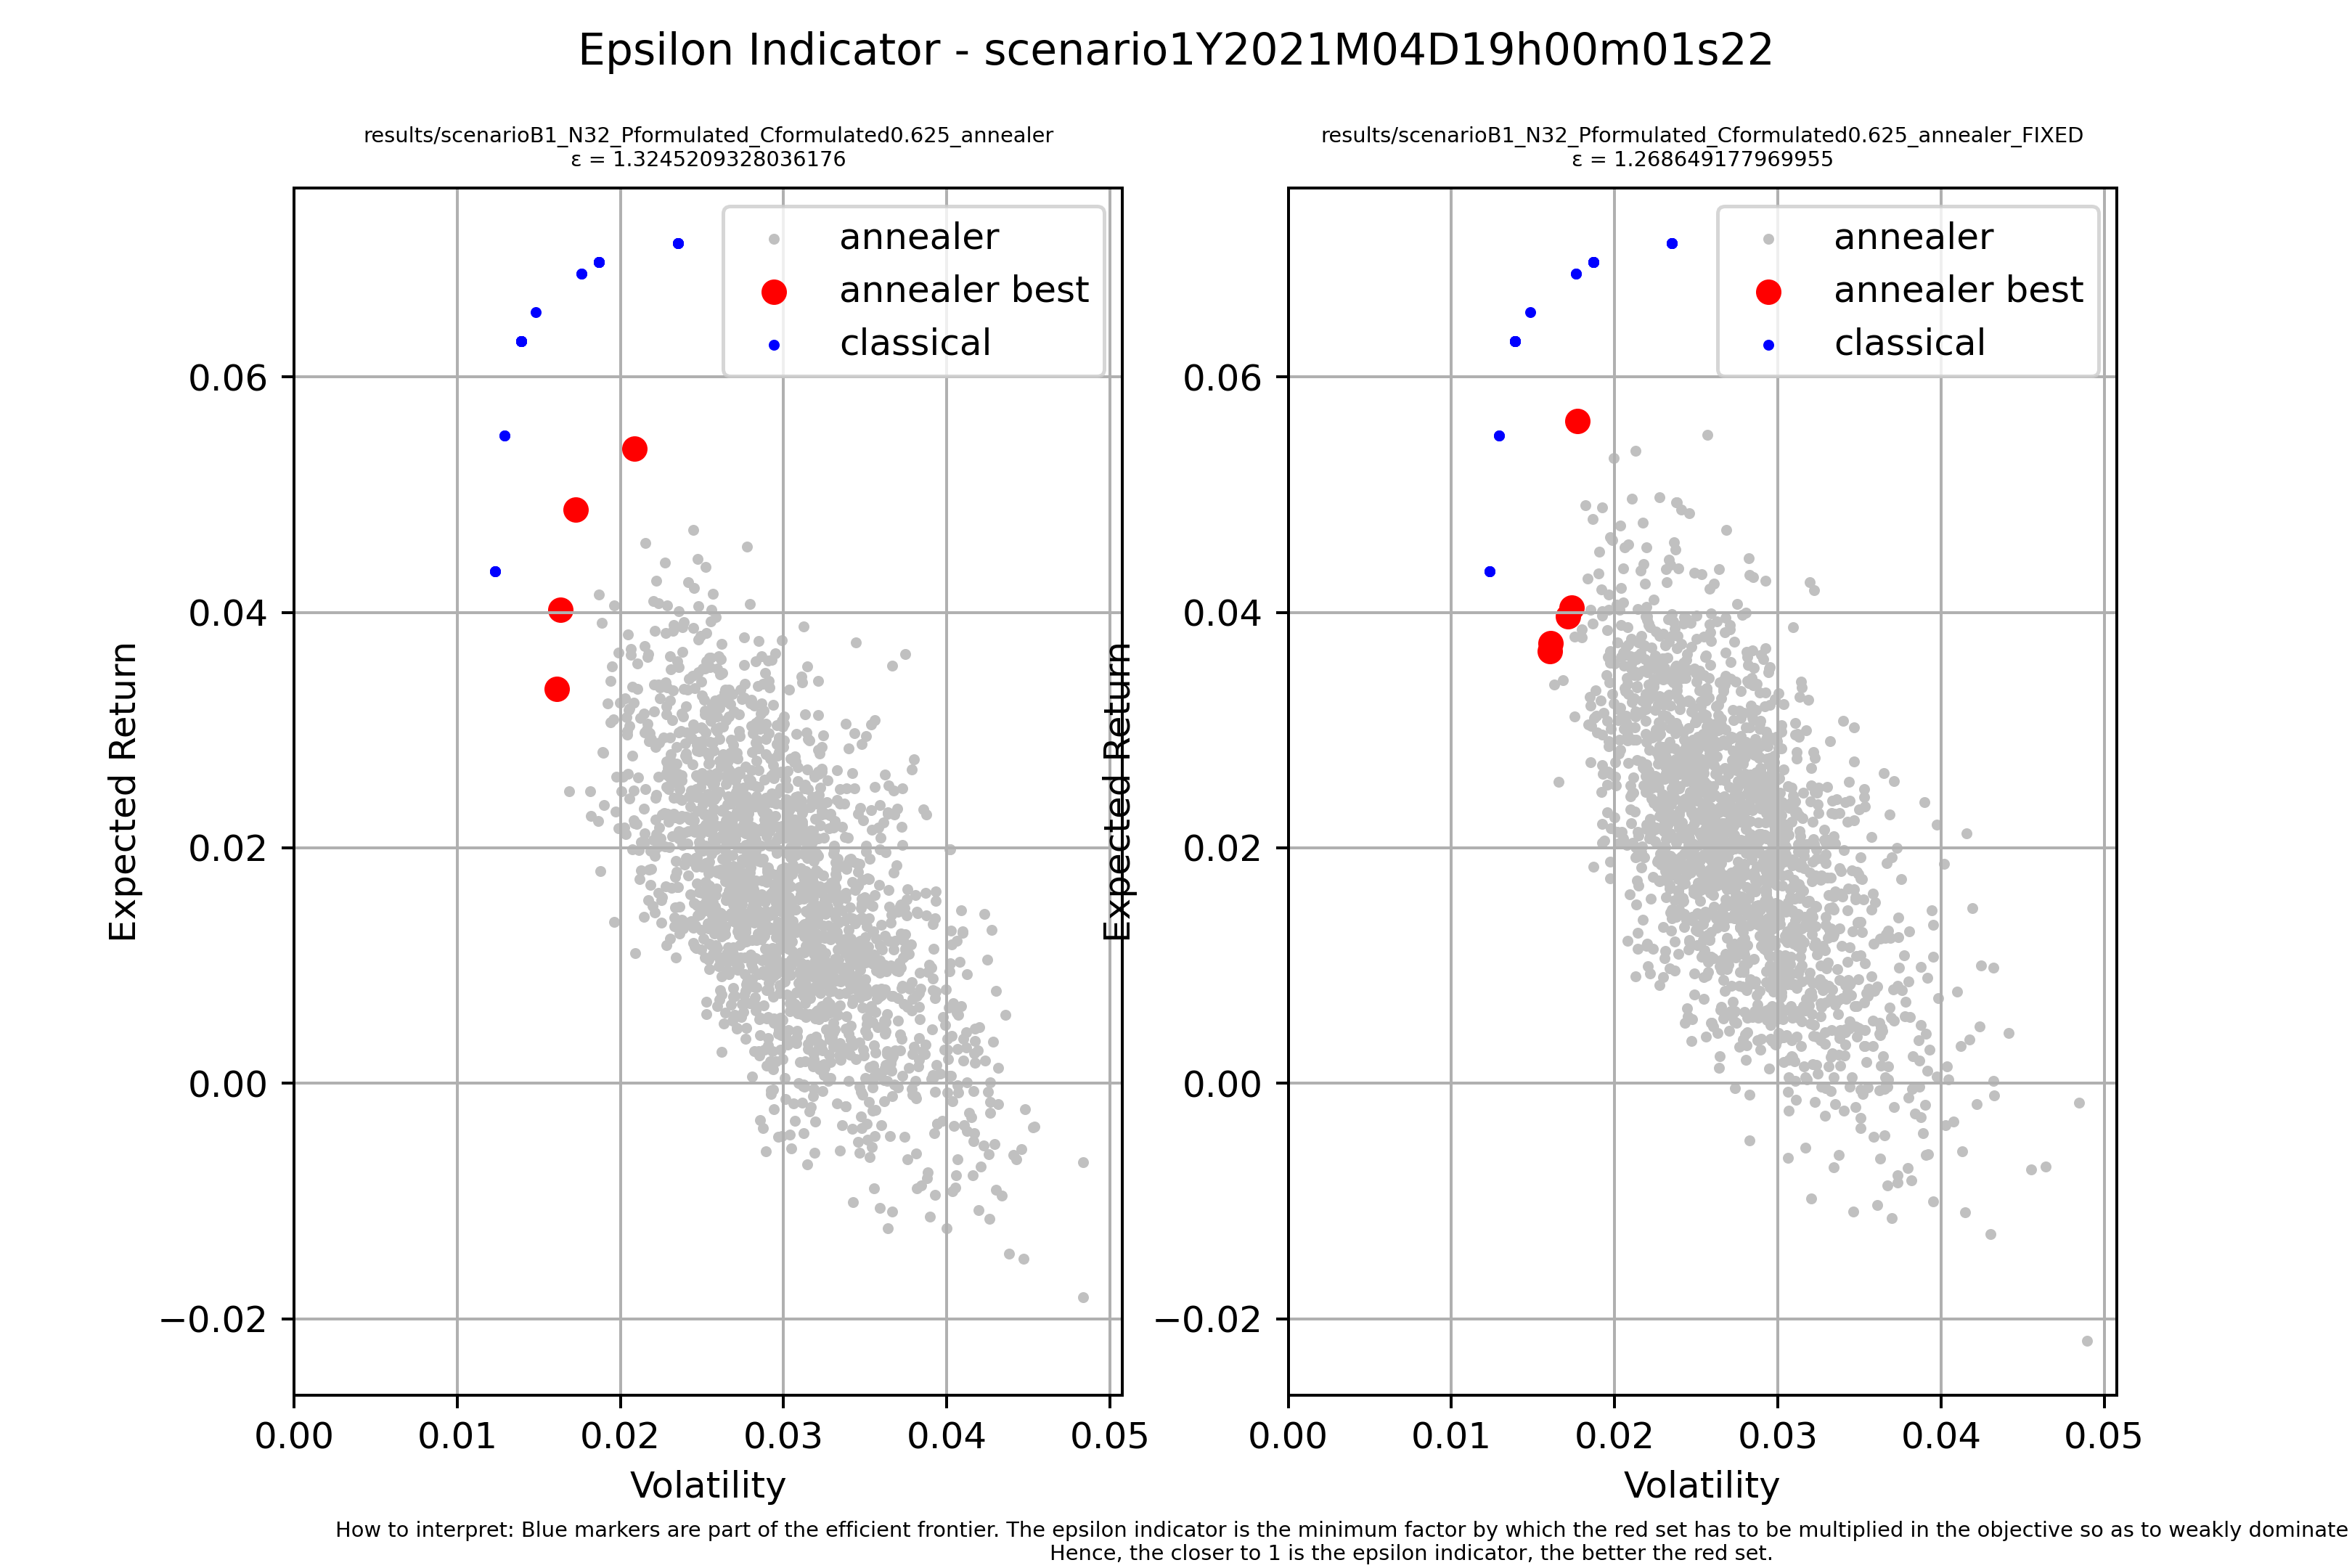 Epsilon Indicator - scenario1Y2021M04D19h00m01s22
results/scenarioB1_N32_Pformulated_Cformulated0.625_annealer
ε = 1.3245209328036176
annealer
annealer best
classical
0.06
0.04
0.02
0.00
−0.02
Expected Return
0.00 0.01 0.02 0.03 0.04 0.05
Volatility
results/scenarioB1_N32_Pformulated_Cformulated0.625_annealer_FIXED
ε = 1.268649177969955
annealer
annealer best
classical
0.06
0.04
0.02
0.00
−0.02
Expected Return
0.00 0.01 0.02 0.03 0.04 0.05
Volatility
How to interpret: Blue markers are part of the efficient frontier. The epsilon indicator is the minimum factor by which the red set has to be multiplied in the objective so as to weakly dominate
Hence, the closer to 1 is the epsilon indicator, the better the red set.